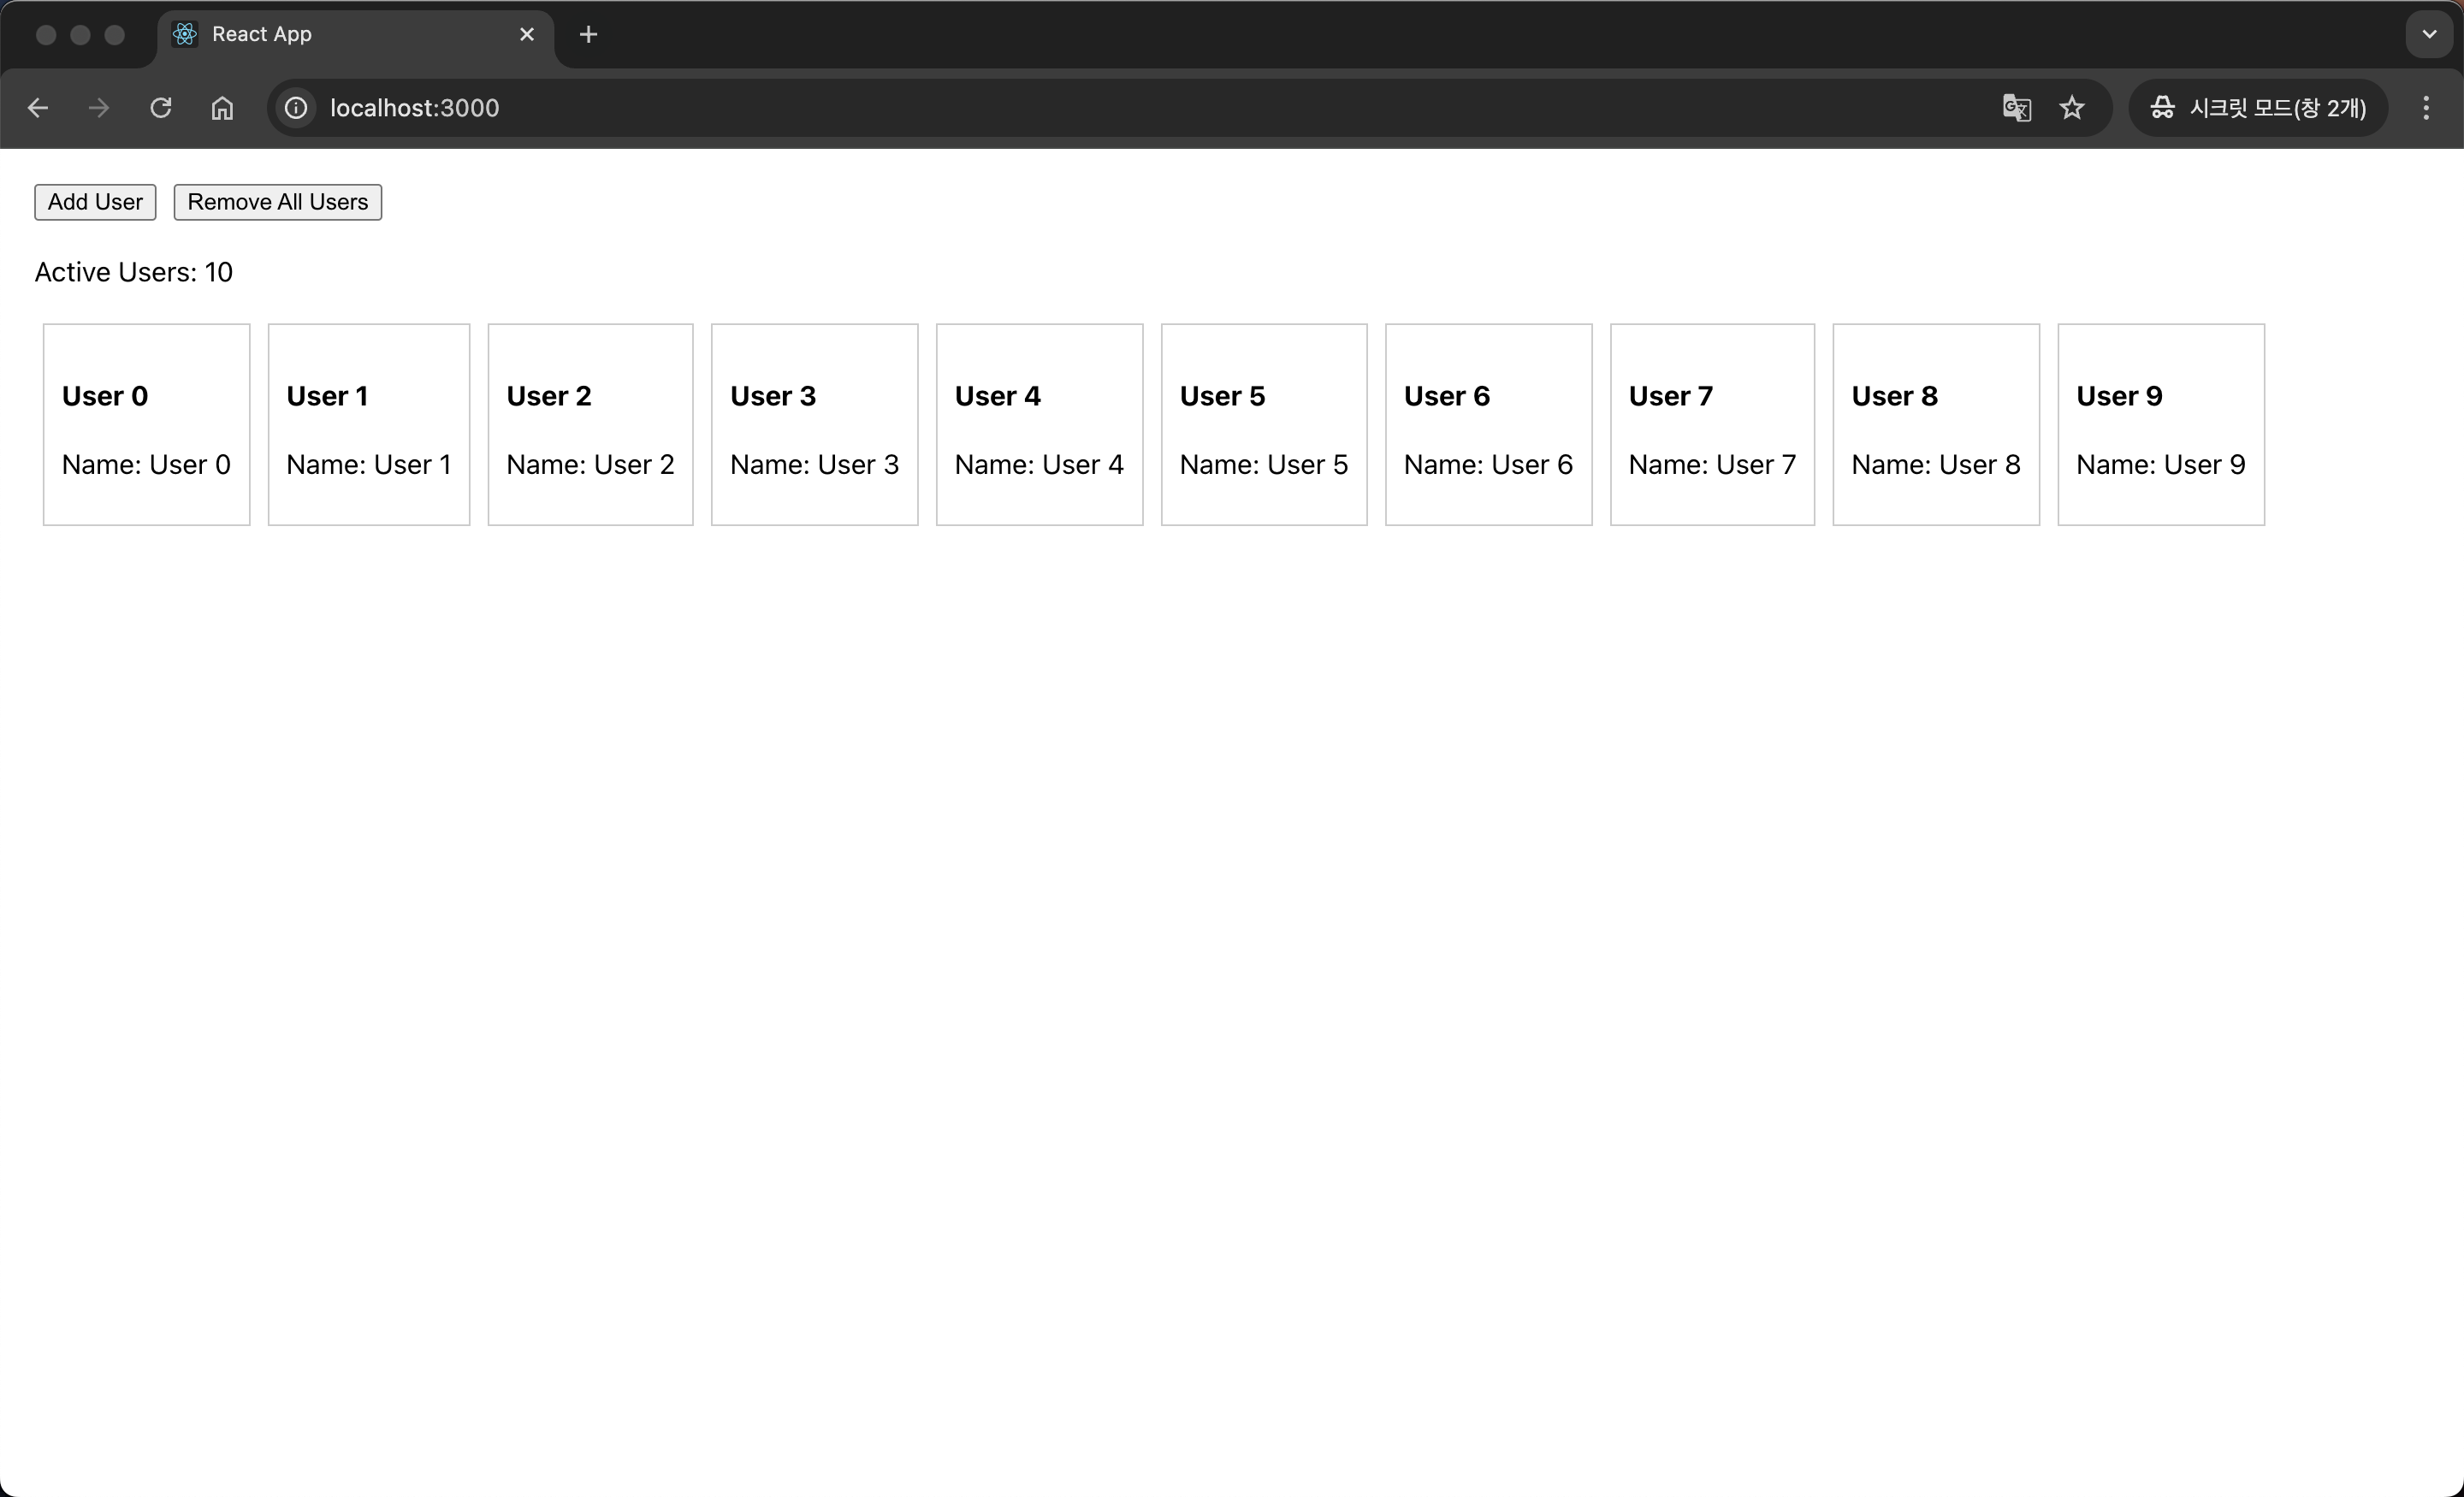 React App
localhost:3000
시크릿 모드(창 2개)
Add User Remove All Users
Active Users: 10
User 0 User 1 User 2 User 3 User 4 User 5 User 6 User 7 User 8 User 9
Name: User 0 Name: User 1 Name: User 2 Name: User 3 Name: User 4 Name: User 5 Name: User 6 Name: User 7 Name: User 8 Name: User 9